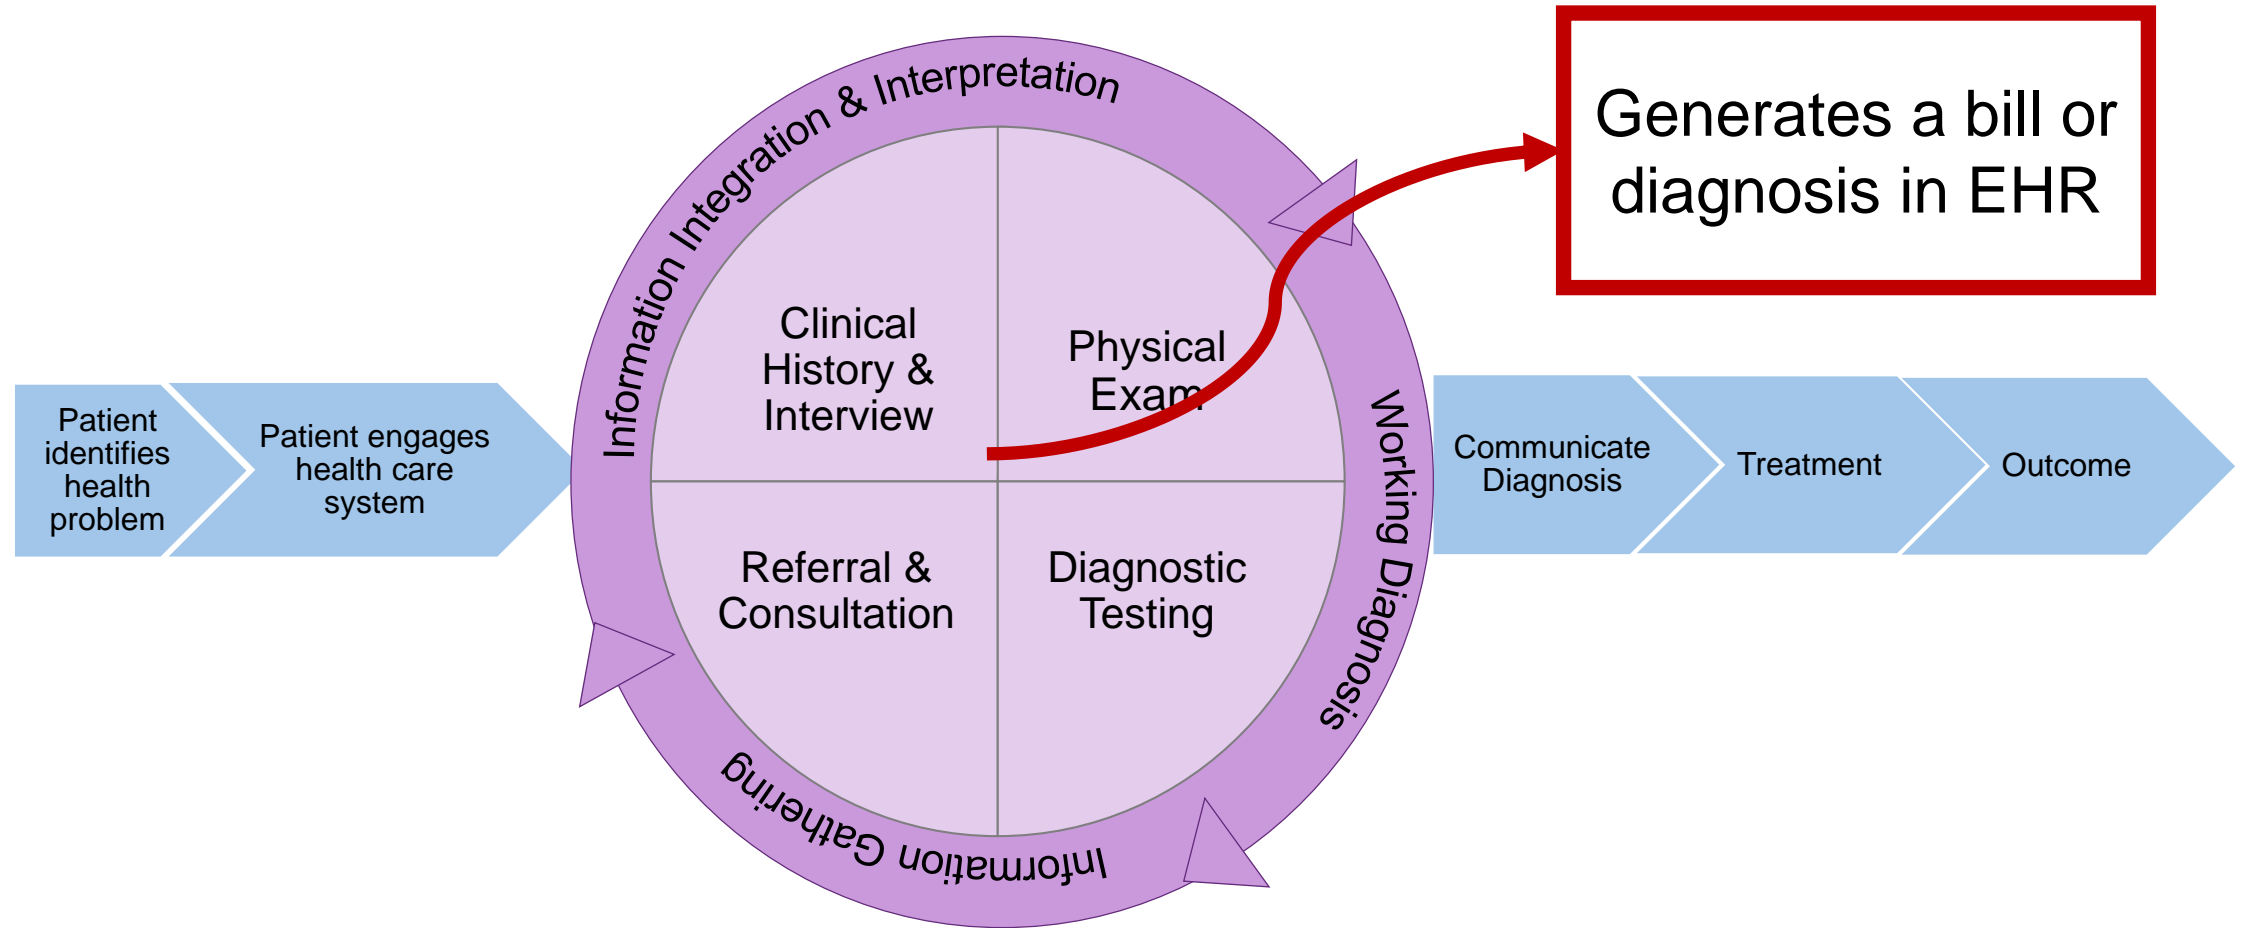 Patient
identifies
health
problem
Patient engages
health care
system
Information Integration & Interpretation
Clinical
History &
Interview
Physical
Exam
Referral &
Consultation
Diagnostic
Testing
Working Diagnosis
Information Gathering
Generates a bill or
diagnosis in EHR
Communicate
Diagnosis
Treatment
Outcome